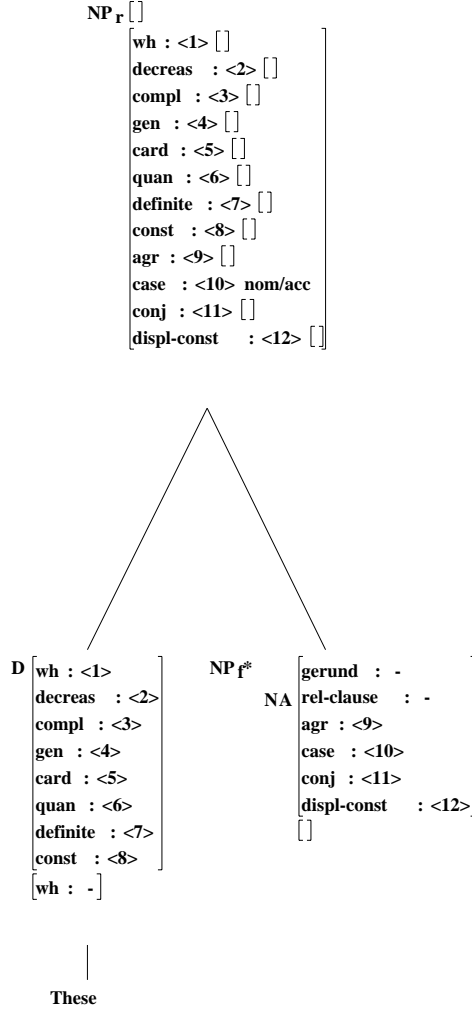 NP r []
wh : <1> []
decreas : <2> []
compl : <3> []
gen : <4> []
card : <5> []
quan : <6> []
definite : <7> []
const : <8> []
agr : <9> []
case : <10> nom/acc
conj : <11> []
displ-const : <12> []
D wh : <1>
decreas : <2>
compl : <3>
gen : <4>
card : <5>
quan : <6>
definite : <7>
const : <8>
[wh : -]
These
NP f* gerund : -
NA rel-clause : -
agr : <9>
case : <10>
conj : <11>
displ-const : <12>
[]